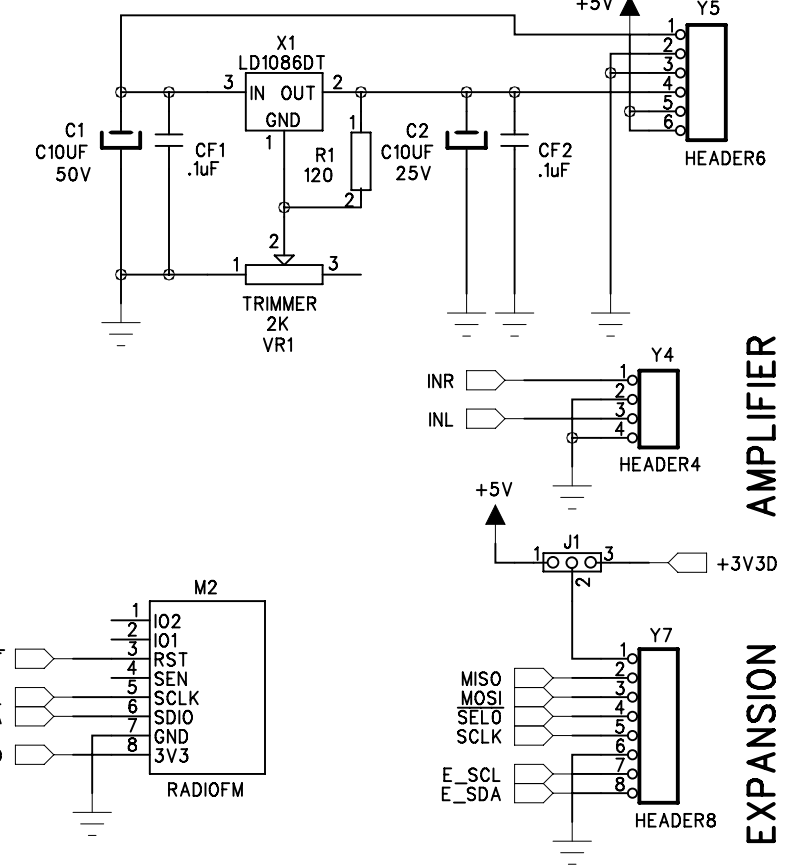 +5V
Y5
1
2
3
4
5
6
HEADER6
X1
LD1086DT
3 IN OUT 2
GND
1
C1
C10UF
50V
CF1
.1uF
1
R1
120
2
C2
C10UF
25V
CF2
.1uF
2
1 3
TRIMMER
2K
VR1
AMPLIFIER
Y4
INR 1
2
INL 3
4
HEADER4
+5V
J1
1 3
2
+3V3D
M2
1 IO2
2 IO1
3 RST
4 SEN
5 SCLK
6 SDIO
7 GND
8 3V3
RADIOFM
EXPANSION
Y7
1
MISO 2
MOSI 3
SEL0 4
SCLK 5
6
E_SCL 7
E_SDA 8
HEADER8